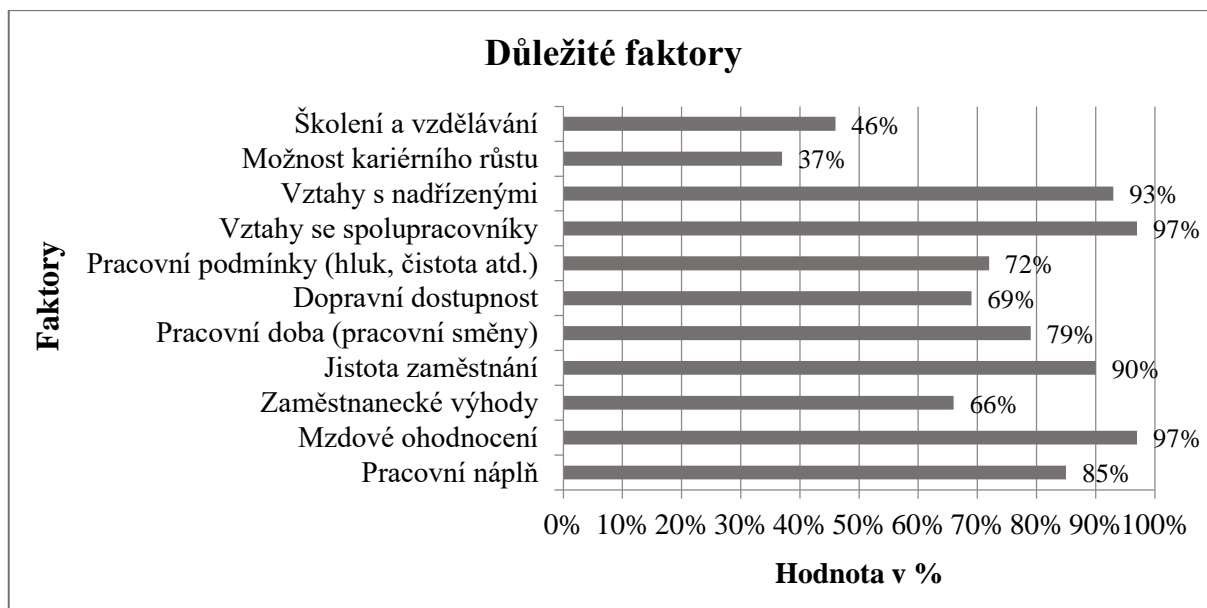 Důležité faktory
Faktory
Školení a vzdělávání 46%
Možnost kariérního růstu 37%
Vztahy s nadřízenými 93%
Vztahy se spolupracovníky 97%
Pracovní podmínky (hluk, čistota atd.) 72%
Dopravní dostupnost 69%
Pracovní doba (pracovní směny) 79%
Jistota zaměstnání 90%
Zaměstnanecké výhody 66%
Mzdové ohodnocení 97%
Pracovní náplň 85%
0% 10% 20% 30% 40% 50% 60% 70% 80% 90% 100%
Hodnota v %